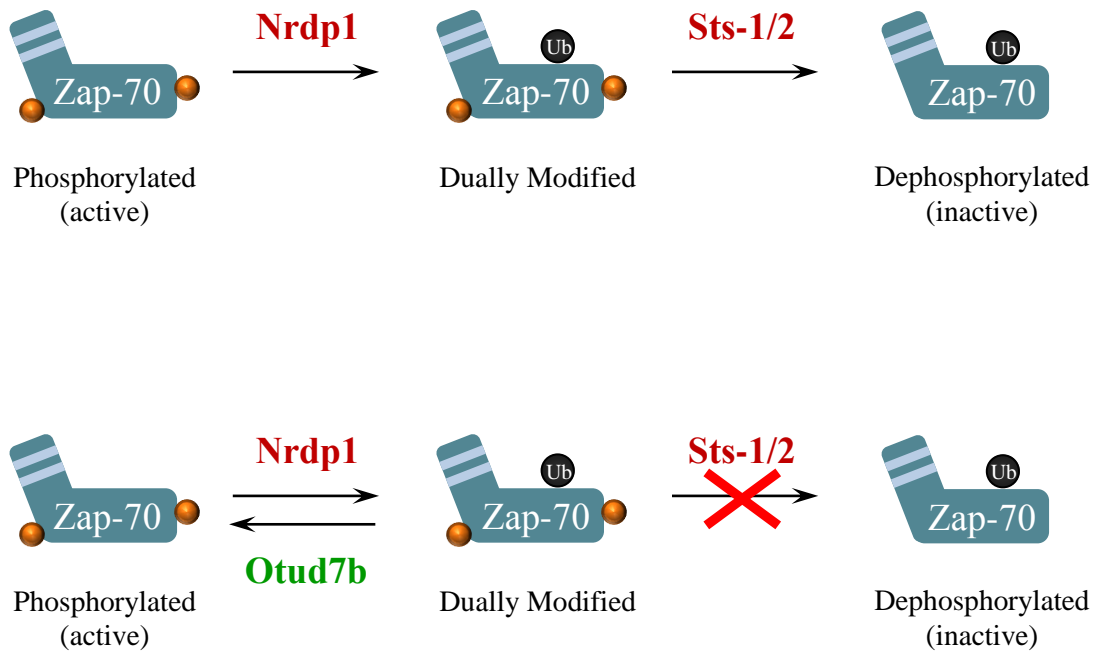 Nrdp1
Sts-1/2
Ub
Ub
Zap-70
Zap-70
Zap-70
Phosphorylated
(active)
Dually Modified
Dephosphorylated
(inactive)
Nrdp1
Sts-1/2
Ub
Ub
Zap-70
Zap-70
Zap-70
Otud7b
Phosphorylated
(active)
Dually Modified
Dephosphorylated
(inactive)